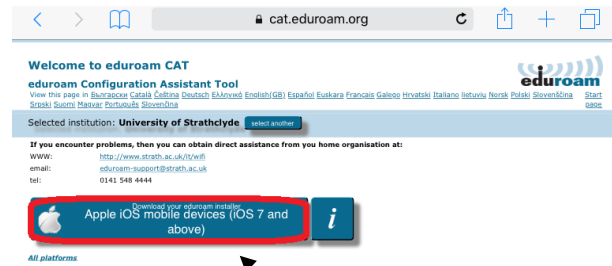 cat.eduroam.org
Welcome to eduroam CAT
eduroam Configuration Assistant Tool
eduroam
View this page in Български Català Čeština Deutsch Ελληνικά English(GB) Español Euskara Français Galego Hrvatski Italiano lietuvių Norsk Polski Slovenščina
Srpski Suomi Magyar Português Slovenčina
Start page
Selected institution: University of Strathclyde select another
If you encounter problems, then you can obtain direct assistance from you home organisation at:
WWW: http://www.strath.ac.uk/it/wifi
email: eduroam-support@strath.ac.uk
tel: 0141 548 4444
Download your eduroam installer
Apple iOS mobile devices (iOS 7 and
above)
i
All platforms